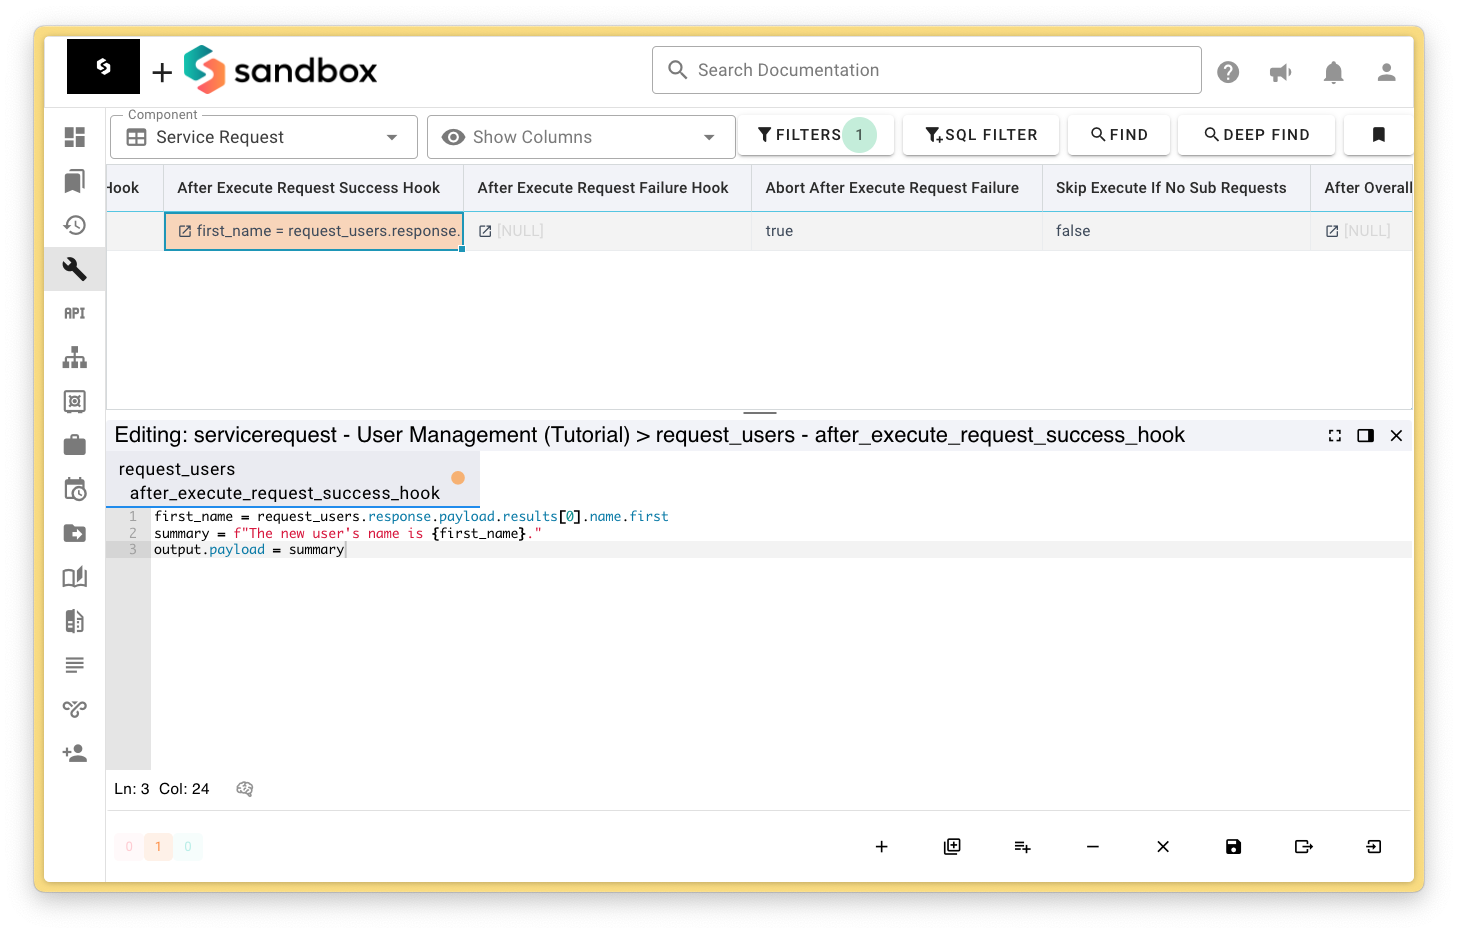 sandbox
Search Documentation
Component
Service Request
Show Columns
FILTERS 1
SQL FILTER
FIND
DEEP FIND
Hook
After Execute Request Success Hook
After Execute Request Failure Hook
Abort After Execute Request Failure
Skip Execute If No Sub Requests
After Overall
first_name = request_users.response.
[NULL]
true
false
[NULL]
API
Editing: servicerequest - User Management (Tutorial) > request_users - after_execute_request_success_hook
request_users
after_execute_request_success_hook
1 first_name = request_users.response.payload.results[0].name.first
2 summary = f"The new user's name is {first_name}."
3 output.payload = summary
Ln: 3 Col: 24
0 1 0